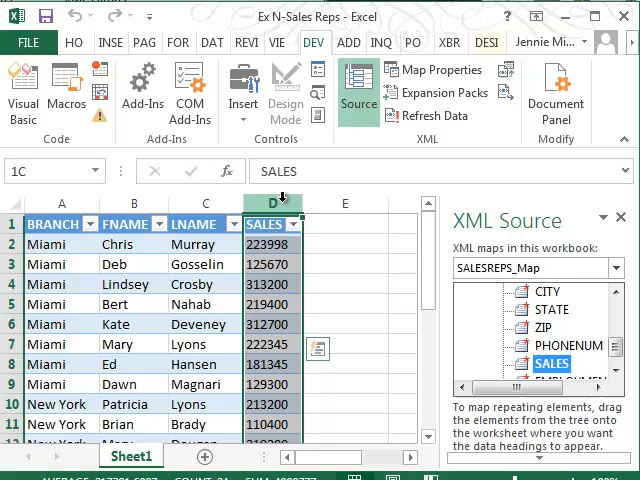 Ex N-Sales Reps - Excel
FILE HO INSE PAG FOR DAT REVI VIE DEV ADD INQ PO XBR DESI Jennie Mi...
Visual Basic
Macros
Add-Ins
COM Add-Ins
Insert
Design Mode
Source
Map Properties
Expansion Packs
Refresh Data
Document Panel
Code Add-Ins Controls XML Modify
1C fx SALES
A B C D E
1 BRANCH FNAME LNAME SALES
2 Miami Chris Murray 223998
3 Miami Deb Gosselin 125670
4 Miami Lindsey Crosby 313200
5 Miami Bert Nahab 219400
6 Miami Kate Deveney 312700
7 Miami Mary Lyons 222345
8 Miami Ed Hansen 181345
9 Miami Dawn Magnari 129300
10 New York Patricia Lyons 213200
11 New York Brian Brady 110400
Sheet1
XML Source
XML maps in this workbook:
SALESREPS_Map
CITY
STATE
ZIP
PHONENUM
SALES
To map repeating elements, drag
the elements from the tree onto
the worksheet where you want
the data headings to appear.